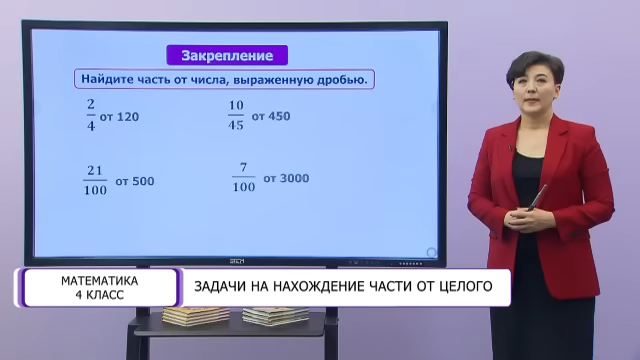 Закрепление
Найдите часть от числа, выраженную дробью.
2/4 от 120
10/45 от 450
21/100 от 500
7/100 от 3000
МАТЕМАТИКА
4 КЛАСС
ЗАДАЧИ НА НАХОЖДЕНИЕ ЧАСТИ ОТ ЦЕЛОГО